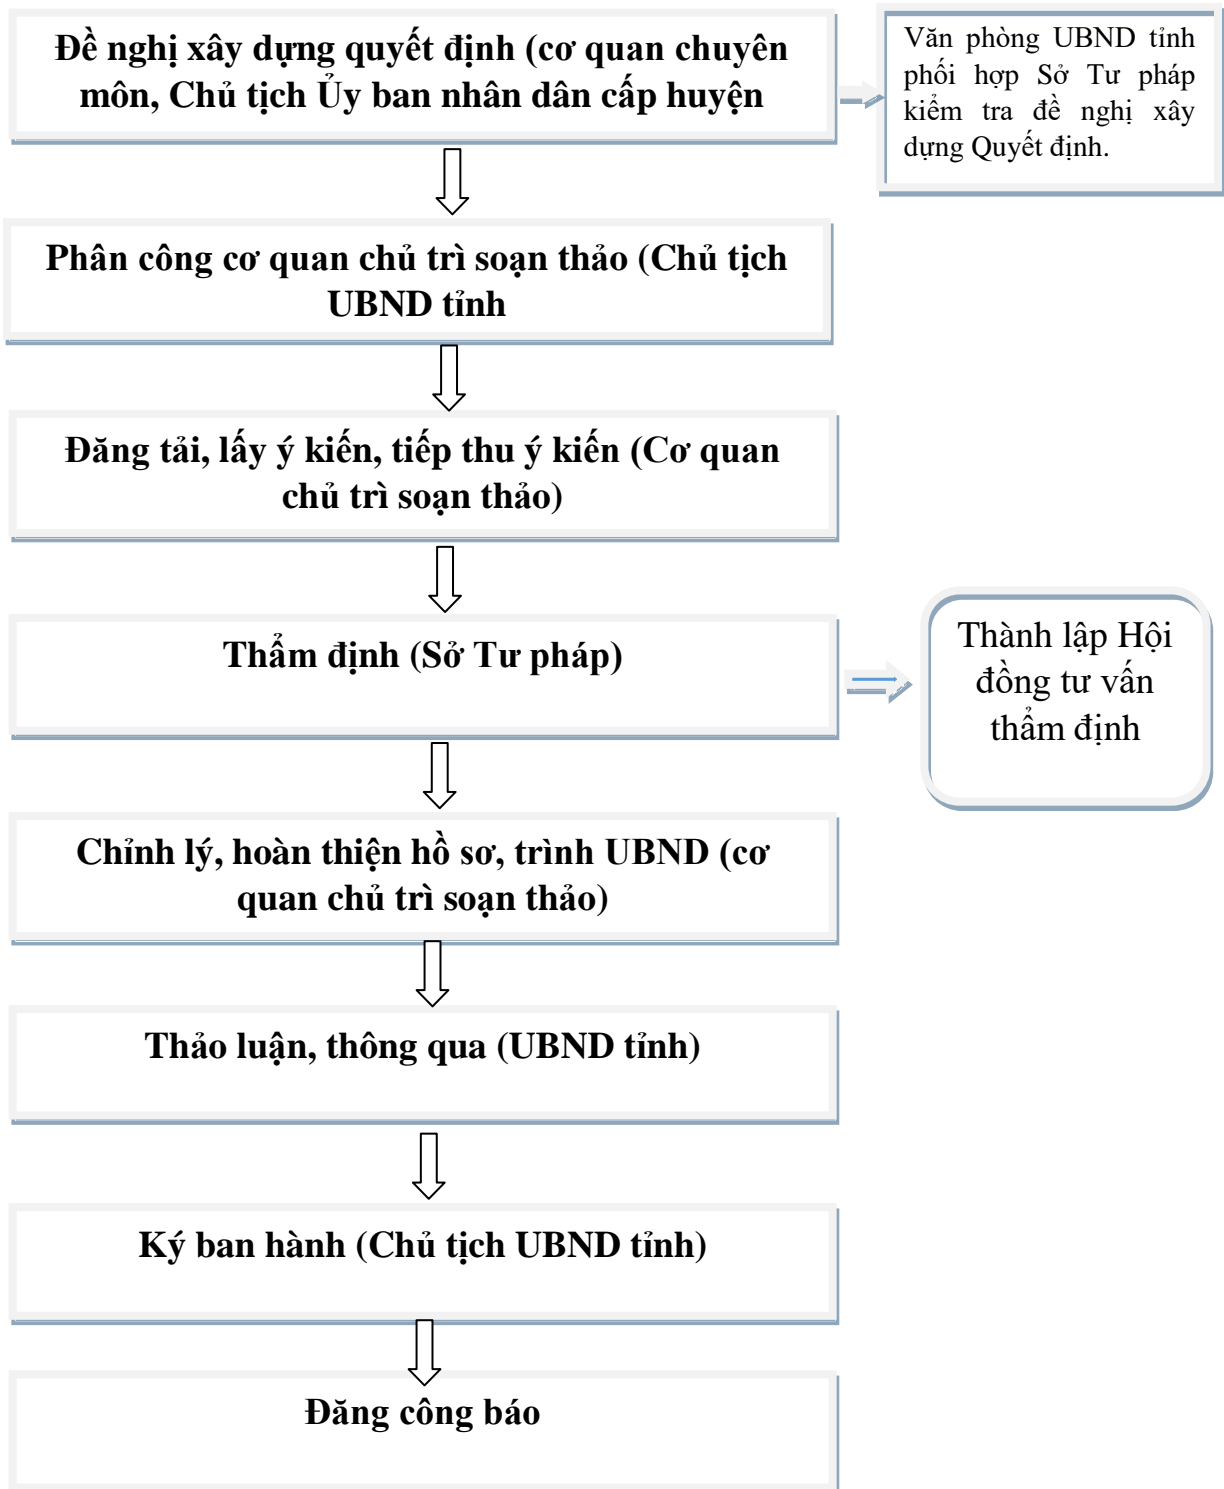 Đề nghị xây dựng quyết định (cơ quan chuyên
môn, Chủ tịch Ủy ban nhân dân cấp huyện
Văn phòng UBND tỉnh
phối hợp Sở Tư pháp
kiểm tra đề nghị xây
dựng Quyết định.
Phân công cơ quan chủ trì soạn thảo (Chủ tịch
UBND tỉnh
Đăng tải, lấy ý kiến, tiếp thu ý kiến (Cơ quan
chủ trì soạn thảo)
Thẩm định (Sở Tư pháp)
Thành lập Hội
đồng tư vấn
thẩm định
Chỉnh lý, hoàn thiện hồ sơ, trình UBND (cơ
quan chủ trì soạn thảo)
Thảo luận, thông qua (UBND tỉnh)
Ký ban hành (Chủ tịch UBND tỉnh)
Đăng công báo